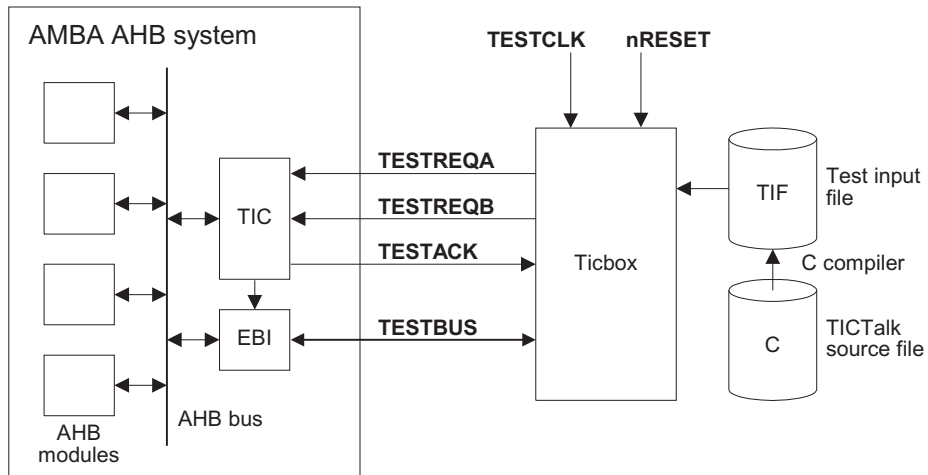 AMBA AHB system
TESTCLK
nRESET
TESTREQA
TIC
TESTREQB
TESTACK
Ticbox
TIF
Test input
file
C compiler
EBI
TESTBUS
C
TICTalk
source file
AHB bus
AHB
modules